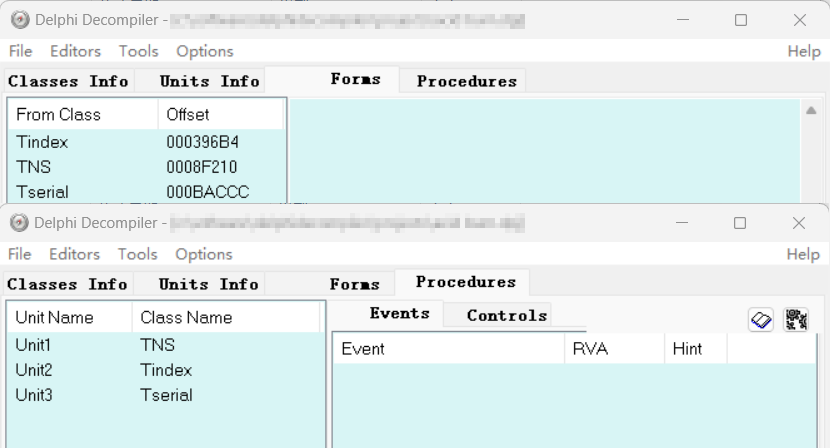 Delphi Decompiler -
File Editors Tools Options Help
Classes Info Units Info Forms Procedures
From Class Offset
Tindex 000396B4
TNS 0008F210
Tserial 000BACCC
Delphi Decompiler -
File Editors Tools Options Help
Classes Info Units Info Forms Procedures
Unit Name Class Name
Unit1 TNS
Unit2 Tindex
Unit3 Tserial
Events Controls
Event RVA Hint